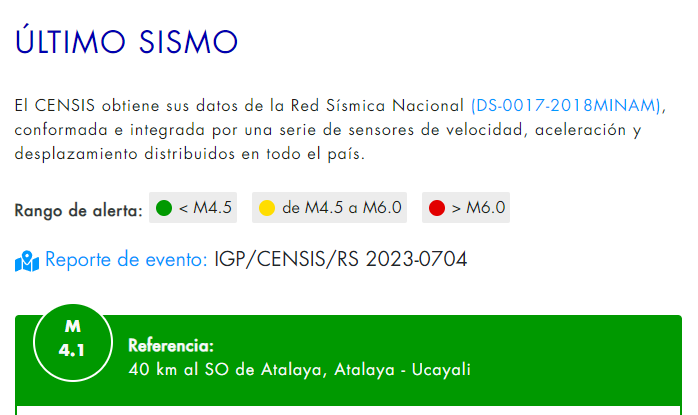 ÚLTIMO SISMO
El CENSIS obtiene sus datos de la Red Sísmica Nacional (DS-0017-2018MINAM),
conformada e integrada por una serie de sensores de velocidad, aceleración y
desplazamiento distribuidos en todo el país.
Rango de alerta: < M4.5 de M4.5 a M6.0 > M6.0
Reporte de evento: IGP/CENSIS/RS 2023-0704
M
4.1
Referencia:
40 km al SO de Atalaya, Atalaya - Ucayali